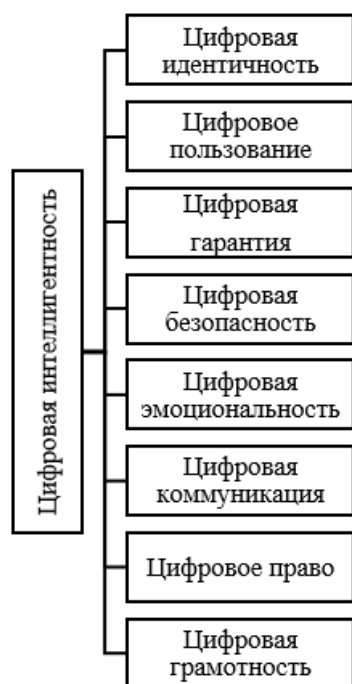 Цифровая интеллигентность
Цифровая
идентичность
Цифровое
пользование
Цифровая
гарантия
Цифровая
безопасность
Цифровая
эмоциональность
Цифровая
коммуникация
Цифровое право
Цифровая
грамотность